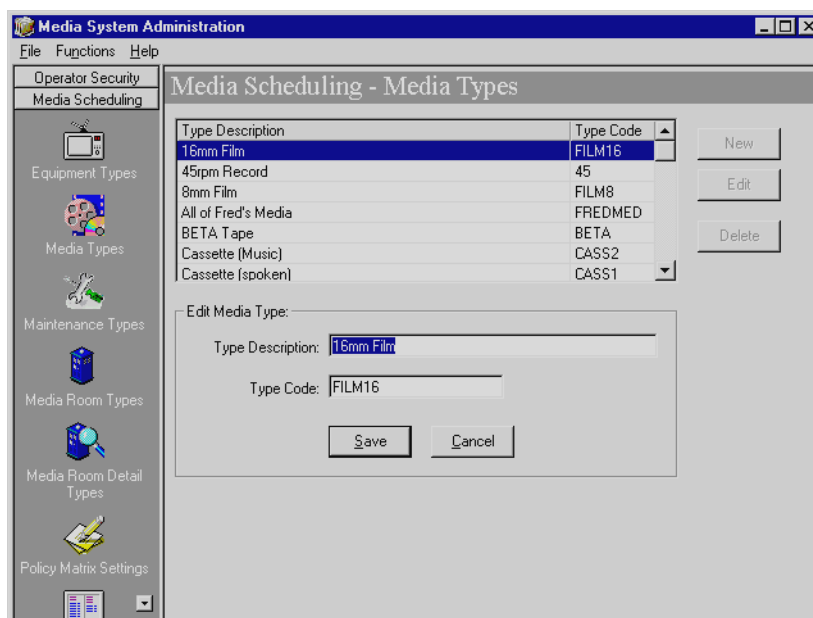 Media System Administration
File Functions Help
Operator Security
Media Scheduling
Equipment Types
Media Types
Maintenance Types
Media Room Types
Media Room Detail
Types
Policy Matrix Settings
Media Scheduling - Media Types
Type Description Type Code
16mm Film FILM16
45rpm Record 45
8mm Film FILM8
All of Fred's Media FREDMED
BETA Tape BETA
Cassette (Music) CASS2
Cassette (spoken) CASS1
New
Edit
Delete
Edit Media Type:
Type Description: 16mm Film
Type Code: FILM16
Save Cancel